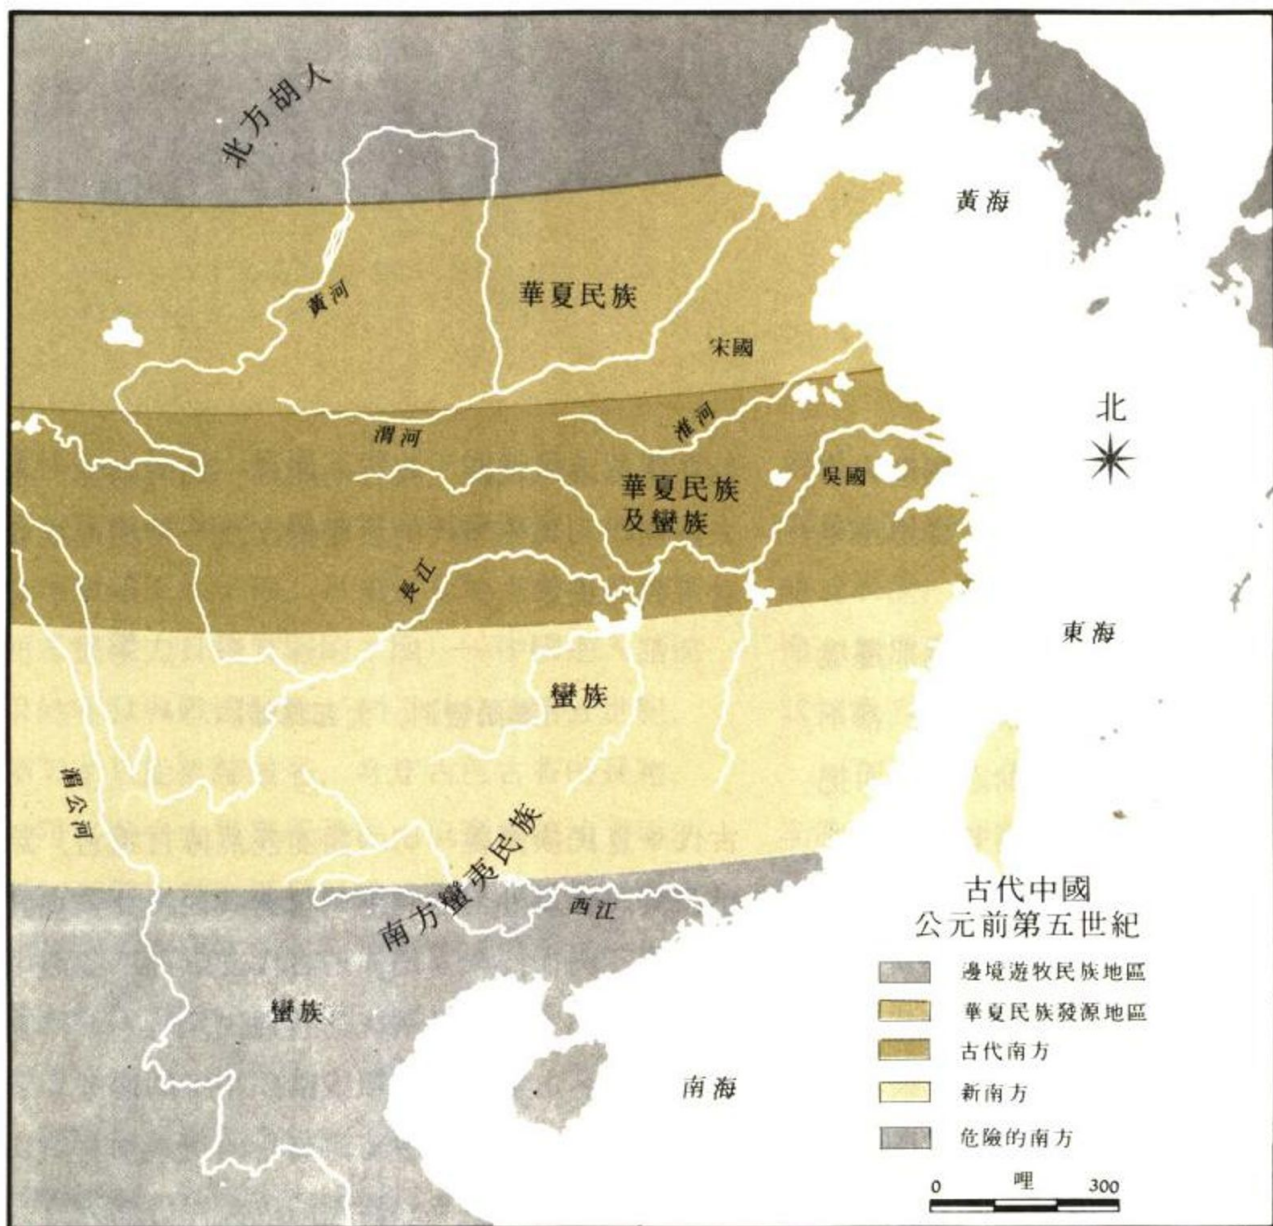 北方胡人
黃海
黃河
華夏民族
宋國
北
渭河
淮河
華夏民族
及蠻族
吳國
長江
東海
蠻族
湄公河
南方蠻夷民族
西江
蠻族
南海
古代中國
公元前第五世紀
邊境遊牧民族地區
華夏民族發源地區
古代南方
新南方
危險的南方
0 哩 300